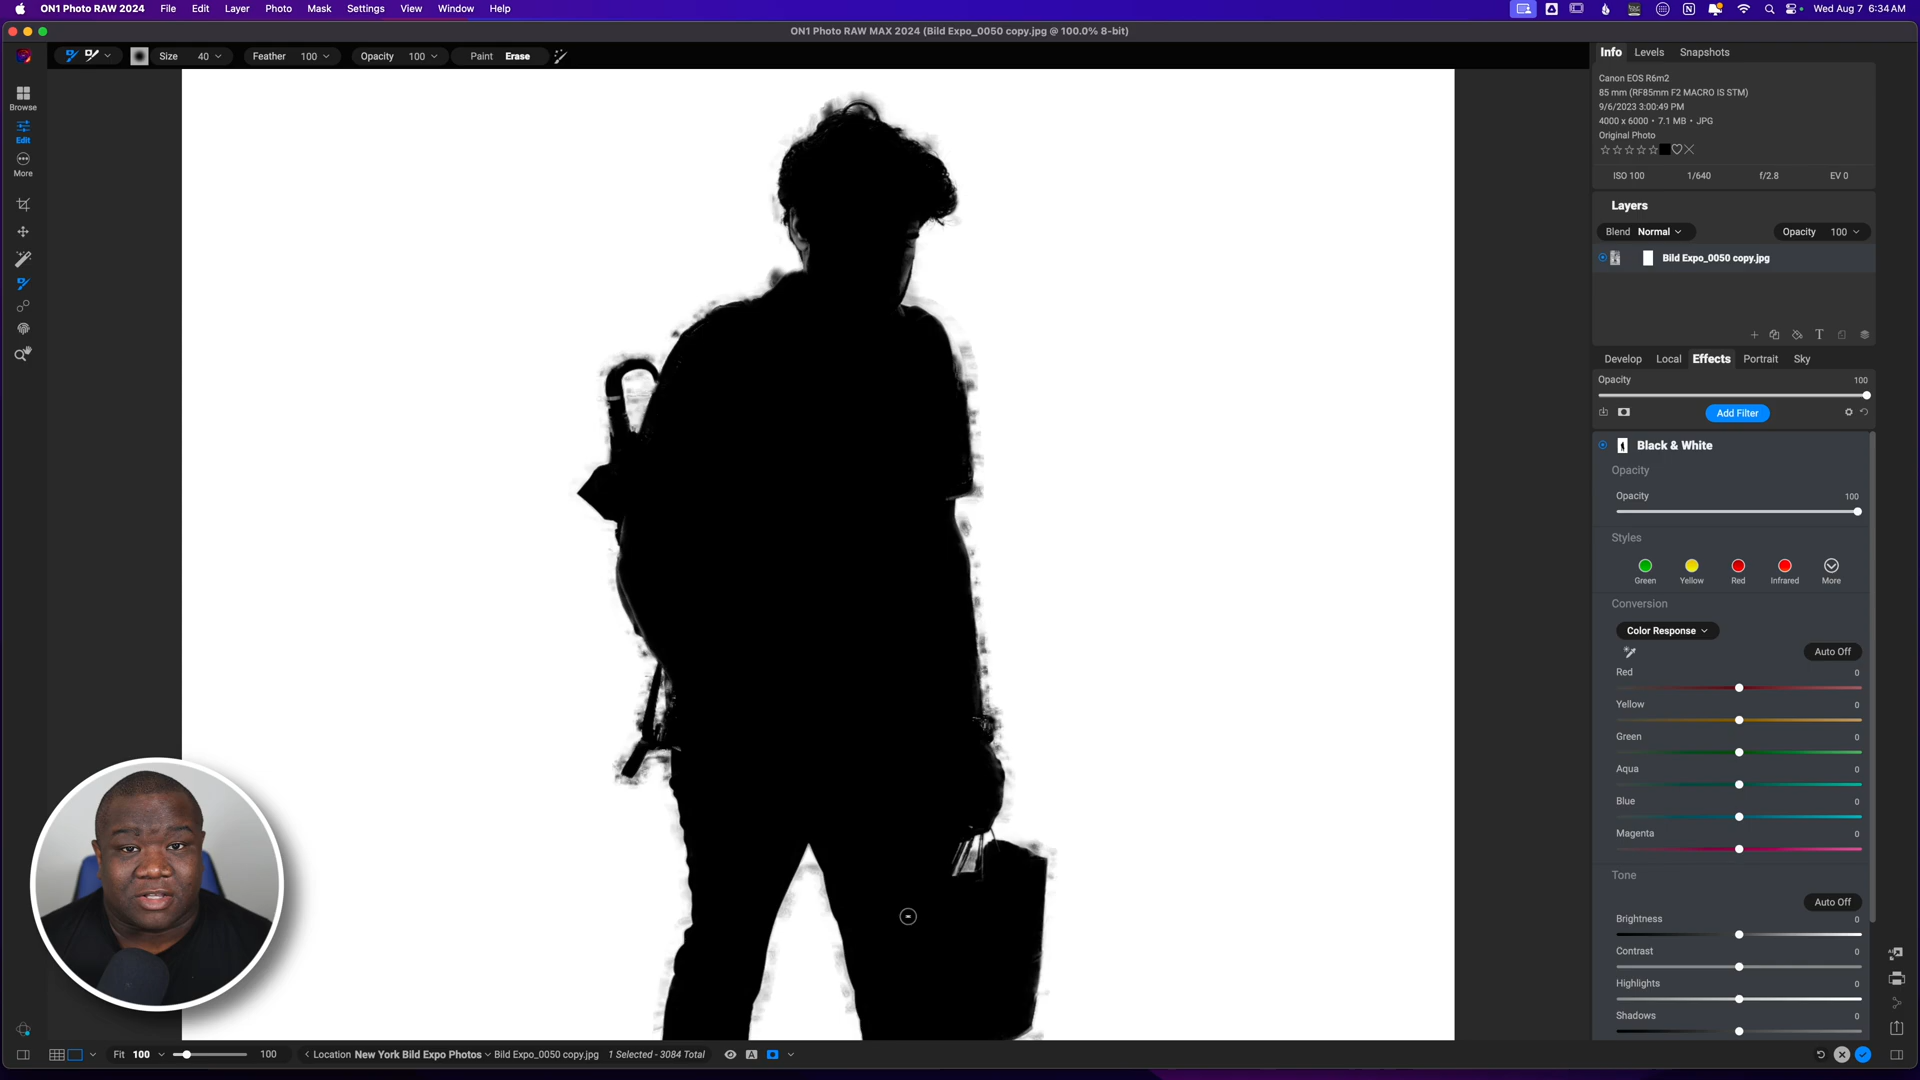 ON1 Photo RAW 2024 File Edit Layer Photo Mask Settings View Window Help Wed Aug 7 6:34 AM
ON1 Photo RAW MAX 2024 (Bild Expo_0050 copy.jpg @ 100.0% 8-bit)
Size 40 Feather 100 Opacity 100 Paint Erase
Info Levels Snapshots
Canon EOS R6m2
85 mm (RF85mm F2 MACRO IS STM)
9/6/2023 3:00:49 PM
4000 x 6000 • 7.1 MB • JPG
Original Photo
ISO 100 1/640 f/2.8 EV 0
Browse
Edit
More
Layers
Blend Normal Opacity 100
Bild Expo_0050 copy.jpg
Develop Local Effects Portrait Sky
Opacity 100
Add Filter
Black & White
Opacity
Opacity 100
Styles
Green Yellow Red Infrared More
Conversion
Color Response
Auto Off
Red 0
Yellow 0
Green 0
Aqua 0
Blue 0
Magenta 0
Tone
Auto Off
Brightness 0
Contrast 0
Highlights 0
Shadows 0
Fit 100 100 Location New York Bild Expo Photos Bild Expo_0050 copy.jpg 1 Selected - 3084 Total A